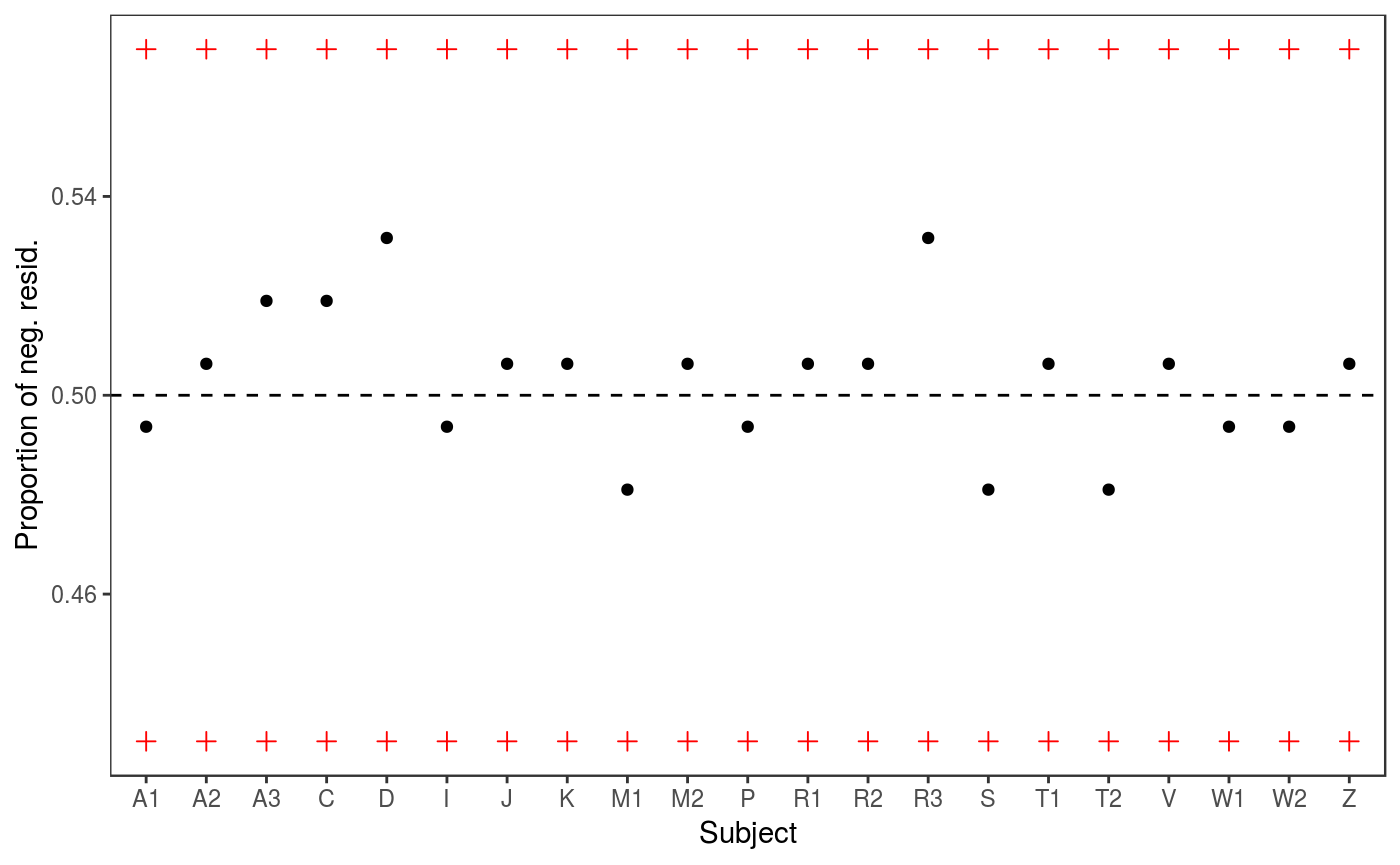 Proportion of neg. resid.
0.54
0.50
0.46
A1 A2 A3 C D I J K M1 M2 P R1 R2 R3 S T1 T2 V W1 W2 Z
Subject